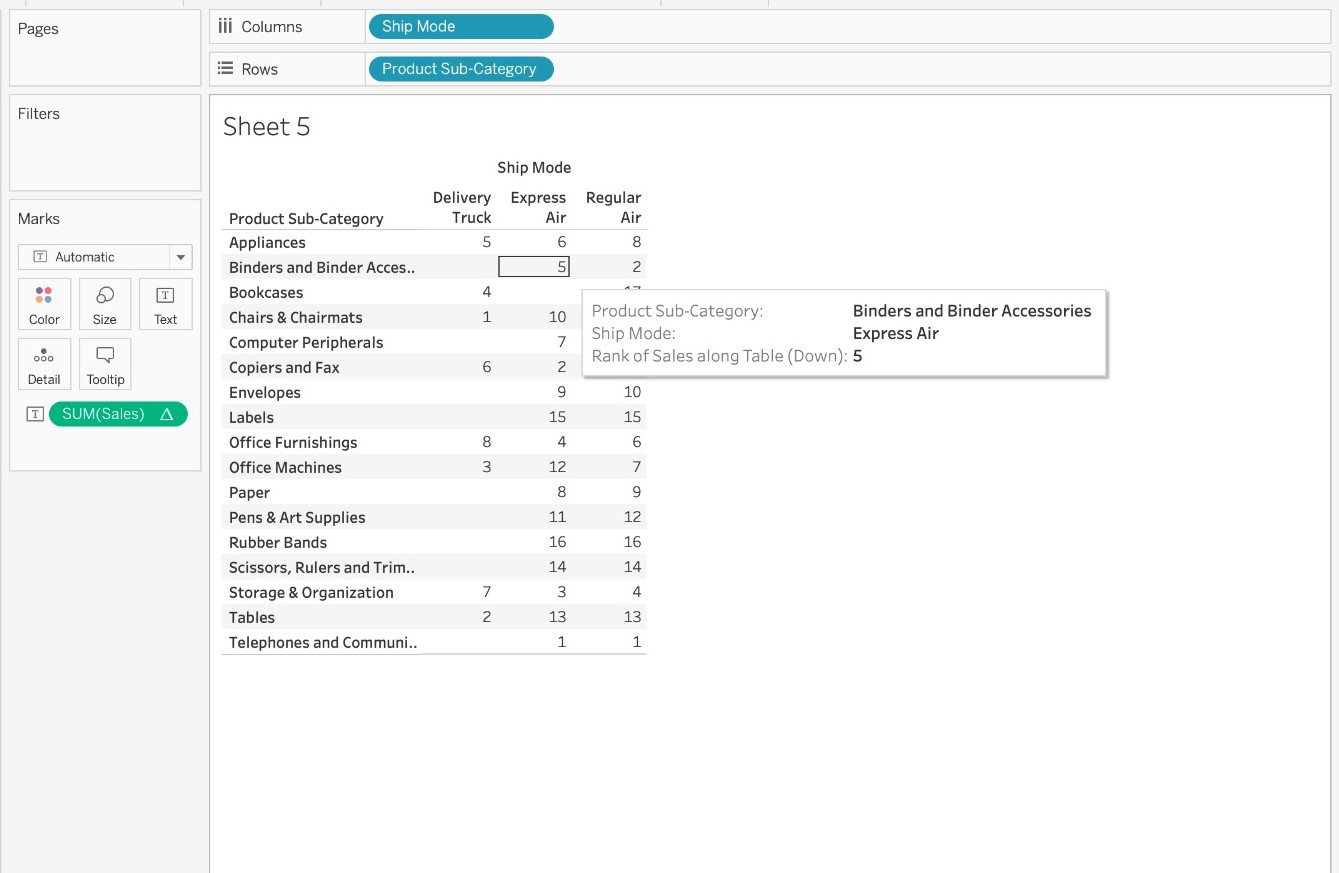 Pages
Columns
Ship Mode
Rows
Product Sub-Category
Filters
Marks
Automatic
Color
Size
Text
Detail
Tooltip
SUM(Sales)
Sheet 5
Ship Mode
Product Sub-Category Delivery Truck Express Air Regular Air
Appliances 5 6 8
Binders and Binder Acces.. 5 2
Bookcases 4
Chairs & Chairmats 1 10
Computer Peripherals 7
Copiers and Fax 6 2
Envelopes 9 10
Labels 15 15
Office Furnishings 8 4 6
Office Machines 3 12 7
Paper 8 9
Pens & Art Supplies 11 12
Rubber Bands 16 16
Scissors, Rulers and Trim.. 14 14
Storage & Organization 7 3 4
Tables 2 13 13
Telephones and Communi.. 1 1
Product Sub-Category: Binders and Binder Accessories
Ship Mode: Express Air
Rank of Sales along Table (Down): 5